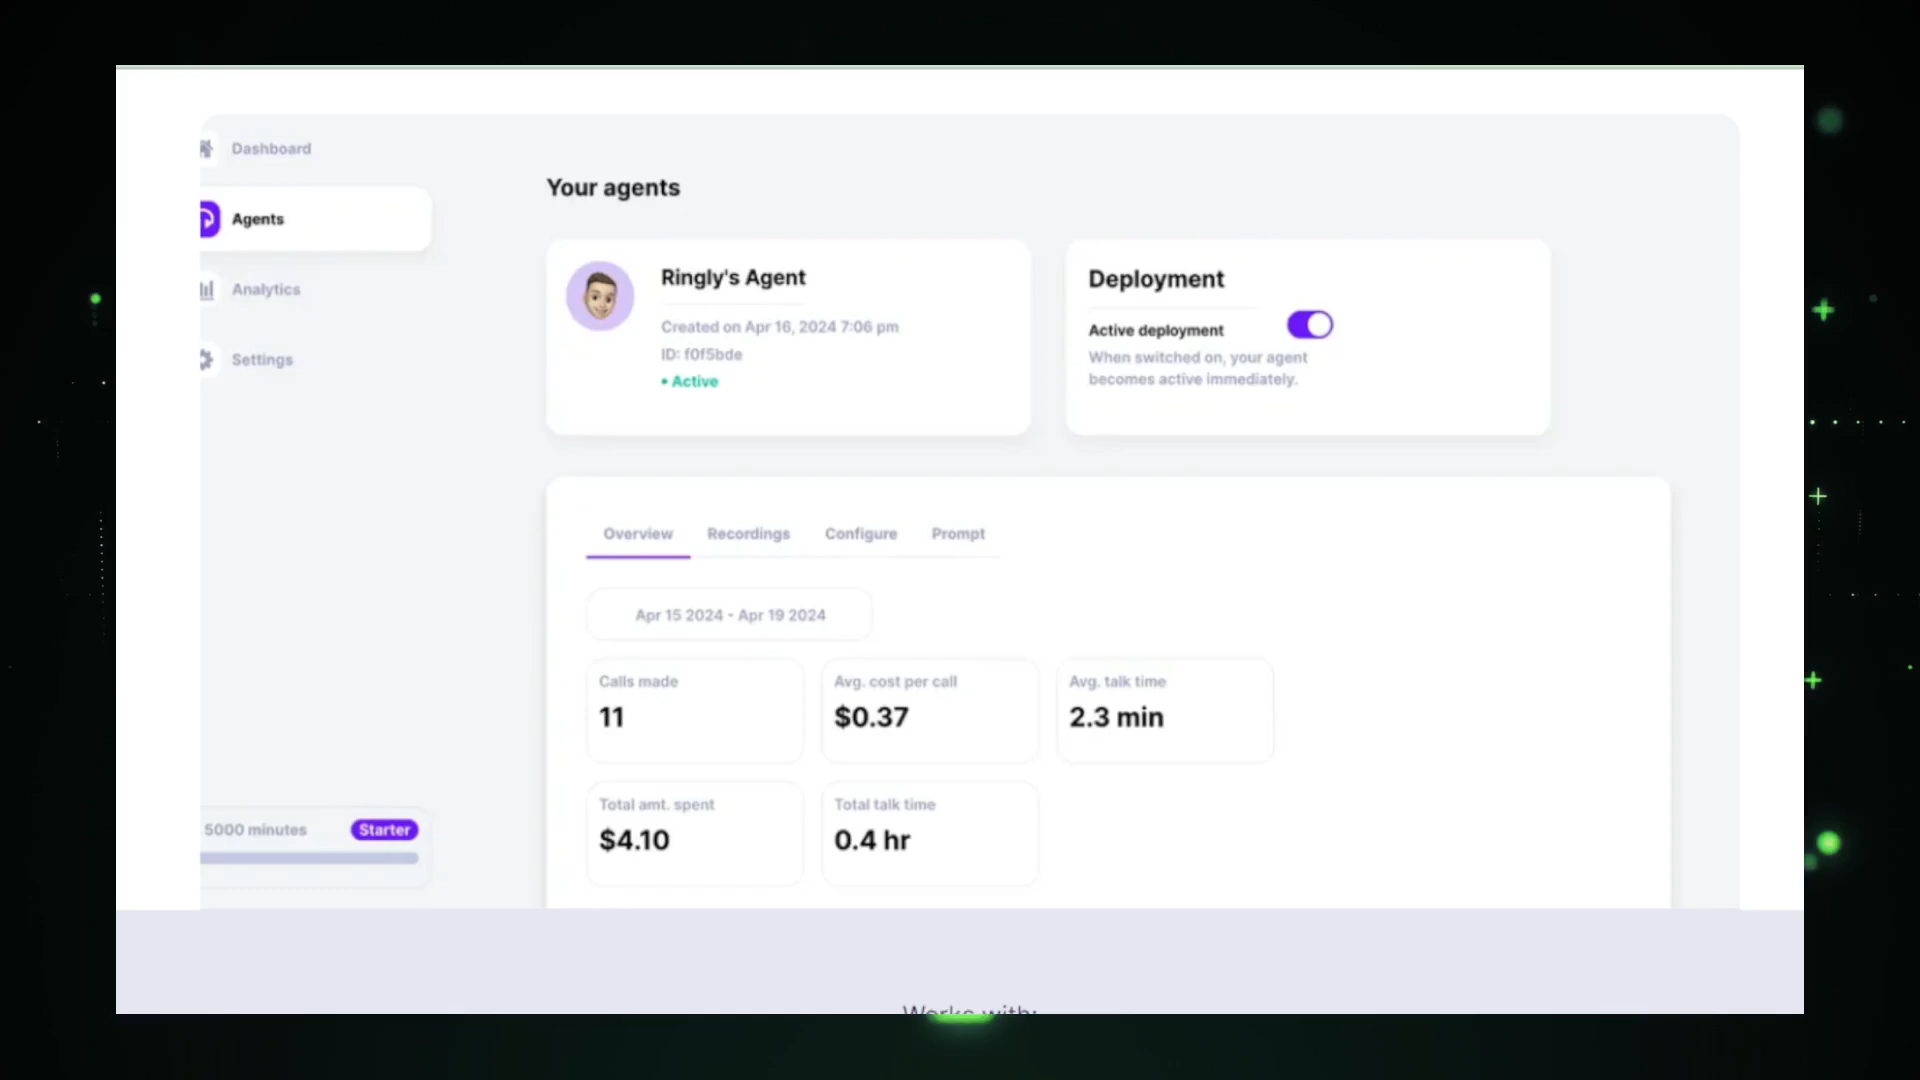 Dashboard
Agents
Analytics
Settings
5000 minutes
Starter
Your agents
Ringly's Agent
Created on Apr 16, 2024 7:06 pm
ID: f0f5bde
• Active
Deployment
Active deployment
When switched on, your agent
becomes active immediately.
Overview Recordings Configure Prompt
Apr 15 2024 - Apr 19 2024
Calls made
11
Avg. cost per call
$0.37
Avg. talk time
2.3 min
Total amt. spent
$4.10
Total talk time
0.4 hr
Works with: